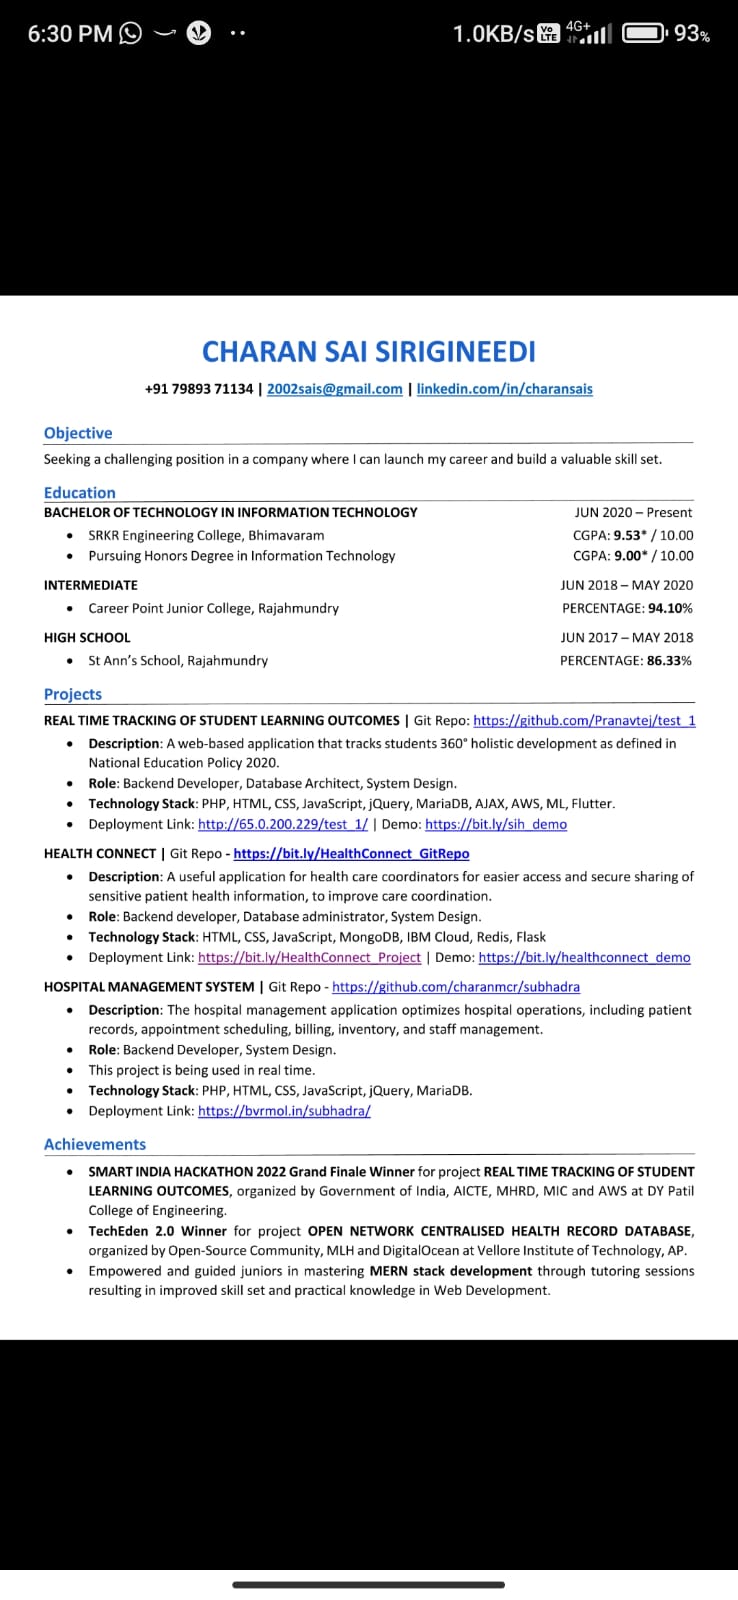 6:30 PM
1.0KB/s Vo LTE 4G+ 93%
CHARAN SAI SIRIGINEEDI
+91 79893 71134 | 2002sais@gmail.com | linkedin.com/in/charansais
Objective
Seeking a challenging position in a company where I can launch my career and build a valuable skill set.
Education
BACHELOR OF TECHNOLOGY IN INFORMATION TECHNOLOGY JUN 2020 – Present
• SRKR Engineering College, Bhimavaram CGPA: 9.53* / 10.00
• Pursuing Honors Degree in Information Technology CGPA: 9.00* / 10.00
INTERMEDIATE JUN 2018 – MAY 2020
• Career Point Junior College, Rajahmundry PERCENTAGE: 94.10%
HIGH SCHOOL JUN 2017 – MAY 2018
• St Ann's School, Rajahmundry PERCENTAGE: 86.33%
Projects
REAL TIME TRACKING OF STUDENT LEARNING OUTCOMES | Git Repo: https://github.com/Pranavtej/test_1
• Description: A web-based application that tracks students 360° holistic development as defined in
National Education Policy 2020.
• Role: Backend Developer, Database Architect, System Design.
• Technology Stack: PHP, HTML, CSS, JavaScript, jQuery, MariaDB, AJAX, AWS, ML, Flutter.
• Deployment Link: http://65.0.200.229/test_1/ | Demo: https://bit.ly/sih_demo
HEALTH CONNECT | Git Repo - https://bit.ly/HealthConnect_GitRepo
• Description: A useful application for health care coordinators for easier access and secure sharing of
sensitive patient health information, to improve care coordination.
• Role: Backend developer, Database administrator, System Design.
• Technology Stack: HTML, CSS, JavaScript, MongoDB, IBM Cloud, Redis, Flask
• Deployment Link: https://bit.ly/HealthConnect_Project | Demo: https://bit.ly/healthconnect_demo
HOSPITAL MANAGEMENT SYSTEM | Git Repo - https://github.com/charanmcr/subhadra
• Description: The hospital management application optimizes hospital operations, including patient
records, appointment scheduling, billing, inventory, and staff management.
• Role: Backend Developer, System Design.
• This project is being used in real time.
• Technology Stack: PHP, HTML, CSS, JavaScript, jQuery, MariaDB.
• Deployment Link: https://bvrmol.in/subhadra/
Achievements
• SMART INDIA HACKATHON 2022 Grand Finale Winner for project REAL TIME TRACKING OF STUDENT
LEARNING OUTCOMES, organized by Government of India, AICTE, MHRD, MIC and AWS at DY Patil
College of Engineering.
• TechEden 2.0 Winner for project OPEN NETWORK CENTRALISED HEALTH RECORD DATABASE,
organized by Open-Source Community, MLH and DigitalOcean at Vellore Institute of Technology, AP.
• Empowered and guided juniors in mastering MERN stack development through tutoring sessions
resulting in improved skill set and practical knowledge in Web Development.